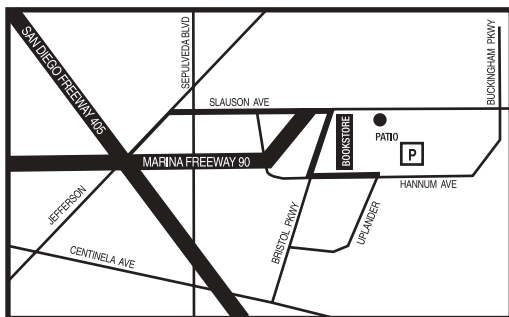 SAN DIEGO FREEWAY 405
SEPULVEDA BLVD
BUCKINGHAM PKWY
SLAUSON AVE
BOOKSTORE
PATIO
P
MARINA FREEWAY 90
HANNUM AVE
JEFFERSON
BRISTOL PKWY
UPLANDER
CENTINELA AVE